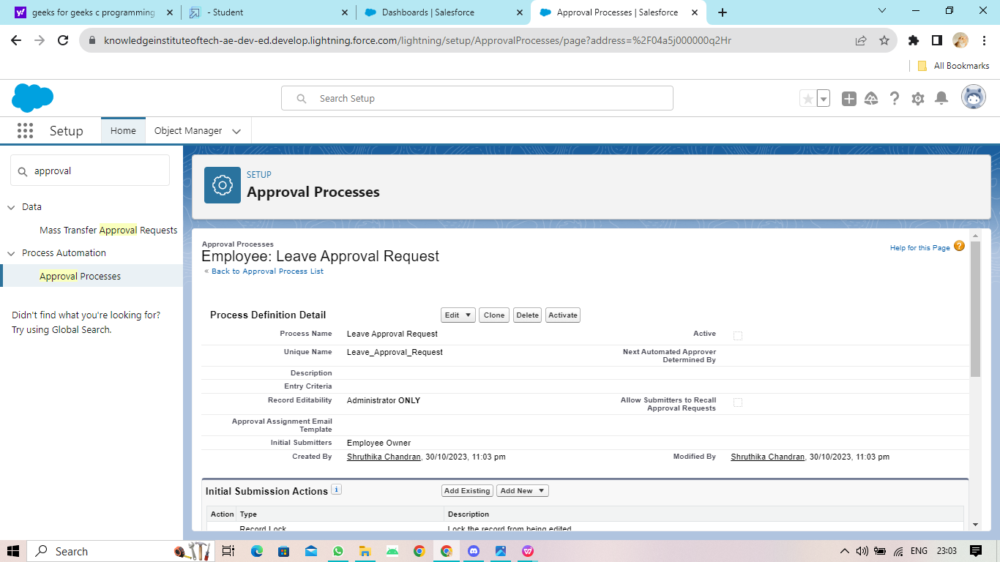 geeks for geeks c programming
- Student
Dashboards | Salesforce
Approval Processes | Salesforce
knowledgeinstituteoftech-ae-dev-ed.develop.lightning.force.com/lightning/setup/ApprovalProcesses/page?address=%2F04a5j000000q2Hr
All Bookmarks
Search Setup
Setup
Home
Object Manager
approval
Data
Mass Transfer Approval Requests
Process Automation
Approval Processes
Didn't find what you're looking for?
Try using Global Search.
SETUP
Approval Processes
Approval Processes
Employee: Leave Approval Request
« Back to Approval Process List
Help for this Page
Process Definition Detail
Edit Clone Delete Activate
Process Name Leave Approval Request Active
Unique Name Leave_Approval_Request Next Automated Approver
Determined By
Description
Entry Criteria
Record Editability Administrator ONLY Allow Submitters to Recall
Approval Requests
Approval Assignment Email
Template
Initial Submitters Employee Owner
Created By Shruthika Chandran, 30/10/2023, 11:03 pm Modified By Shruthika Chandran, 30/10/2023, 11:03 pm
Initial Submission Actions i Add Existing Add New
Action Type Description
Record Lock Lock the record from being edited
Search
ENG 23:03